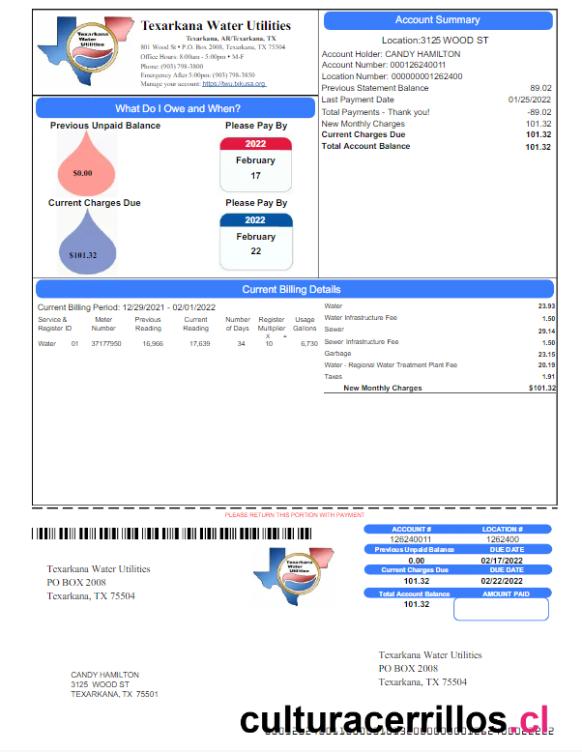 Texarkana Water Utilities
Texarkana, AR/Texarkana, TX
801 Wood St • P.O. Box 2008, Texarkana, TX 75504
Office Hours: 8:00am - 5:00pm • M-F
Phone: (903) 798-3800
Emergency After 5:00pm: (903) 798-3850
Manage your account: https://twu.txkusa.org
Texarkana
Water
Utilities
Account Summary
Location:3125 WOOD ST
Account Holder: CANDY HAMILTON
Account Number: 000126240011
Location Number: 000000001262400
Previous Statement Balance 89.02
Last Payment Date 01/25/2022
Total Payments - Thank you! -89.02
New Monthly Charges 101.32
Current Charges Due 101.32
Total Account Balance 101.32
What Do I Owe and When?
Previous Unpaid Balance Please Pay By
$0.00
2022
February
17
Current Charges Due Please Pay By
$101.32
2022
February
22
Current Billing Details
Current Billing Period: 12/29/2021 - 02/01/2022
Service & Meter Previous Current Number Register Usage
Register ID Number Reading Reading of Days Multiplier Gallons
X =
Water 01 37177950 16,966 17,639 34 10 6,730
Water 23.93
Water Infrastructure Fee 1.50
Sewer 29.14
Sewer Infrastructure Fee 1.50
Garbage 23.15
Water - Regional Water Treatment Plant Fee 20.19
Taxes 1.91
New Monthly Charges $101.32
PLEASE RETURN THIS PORTION WITH PAYMENT
Texarkana Water Utilities
PO BOX 2008
Texarkana, TX 75504
Texarkana
Water
Utilities
ACCOUNT # LOCATION #
126240011 1262400
Previous Unpaid Balance DUE DATE
0.00 02/17/2022
Current Charges Due DUE DATE
101.32 02/22/2022
Total Account Balance AMOUNT PAID
101.32
Texarkana Water Utilities
PO BOX 2008
Texarkana, TX 75504
CANDY HAMILTON
3125 WOOD ST
TEXARKANA, TX 75501
culturacerrillos.cl